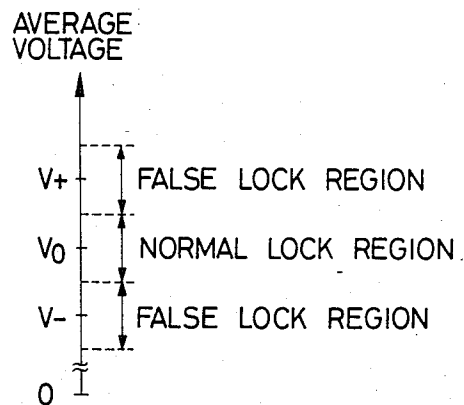 AVERAGE
VOLTAGE
V+ FALSE LOCK REGION
V0 NORMAL LOCK REGION
V- FALSE LOCK REGION
0